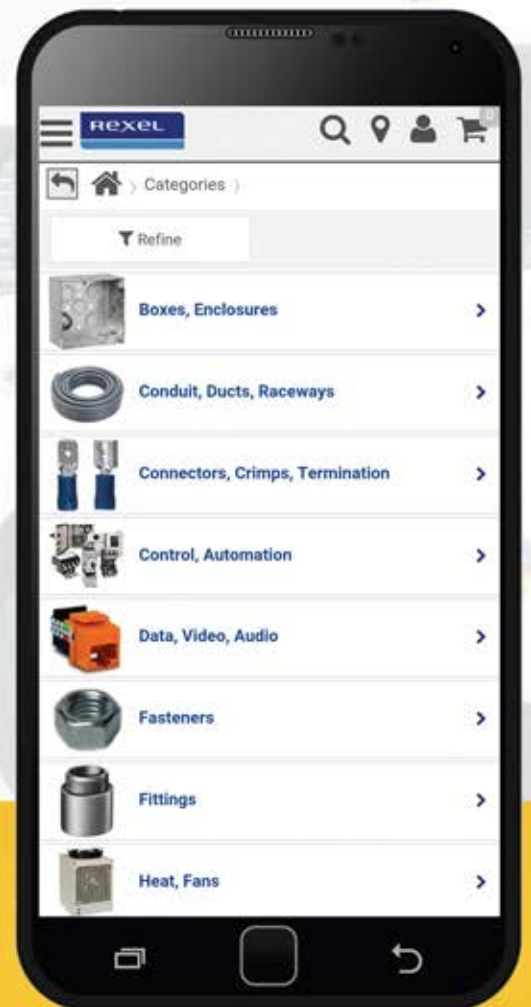 Rexel
0
Categories
Refine
Boxes, Enclosures
Conduit, Ducts, Raceways
Connectors, Crimps, Termination
Control, Automation
Data, Video, Audio
Fasteners
Fittings
Heat, Fans